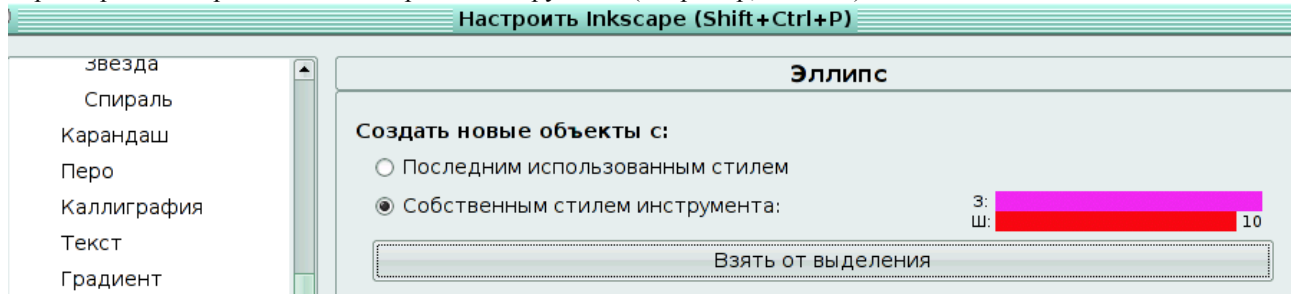 Настроить Inkscape (Shift+Ctrl+P)
Звезда
Спираль
Карандаш
Перо
Каллиграфия
Текст
Градиент
Эллипс
Создать новые объекты с:
Последним использованным стилем
Собственным стилем инструмента:
З:
Ш: 10
Взять от выделения